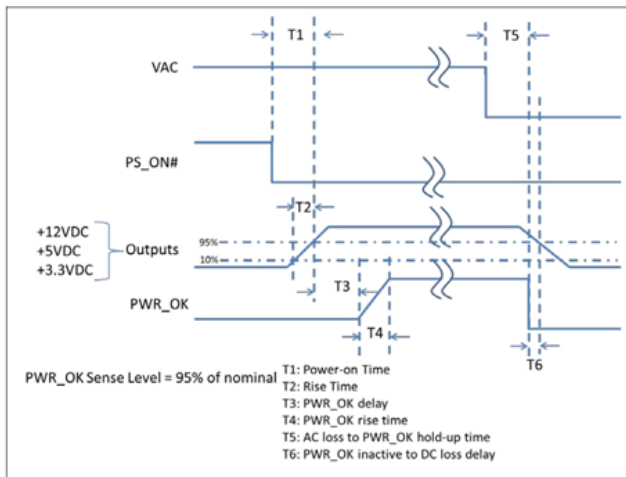 T1
T5
VAC
PS_ON#
T2
+12VDC
+5VDC
+3.3VDC
Outputs
95%
10%
T3
PWR_OK
T4
T6
PWR_OK Sense Level = 95% of nominal
T1: Power-on Time
T2: Rise Time
T3: PWR_OK delay
T4: PWR_OK rise time
T5: AC loss to PWR_OK hold-up time
T6: PWR_OK inactive to DC loss delay